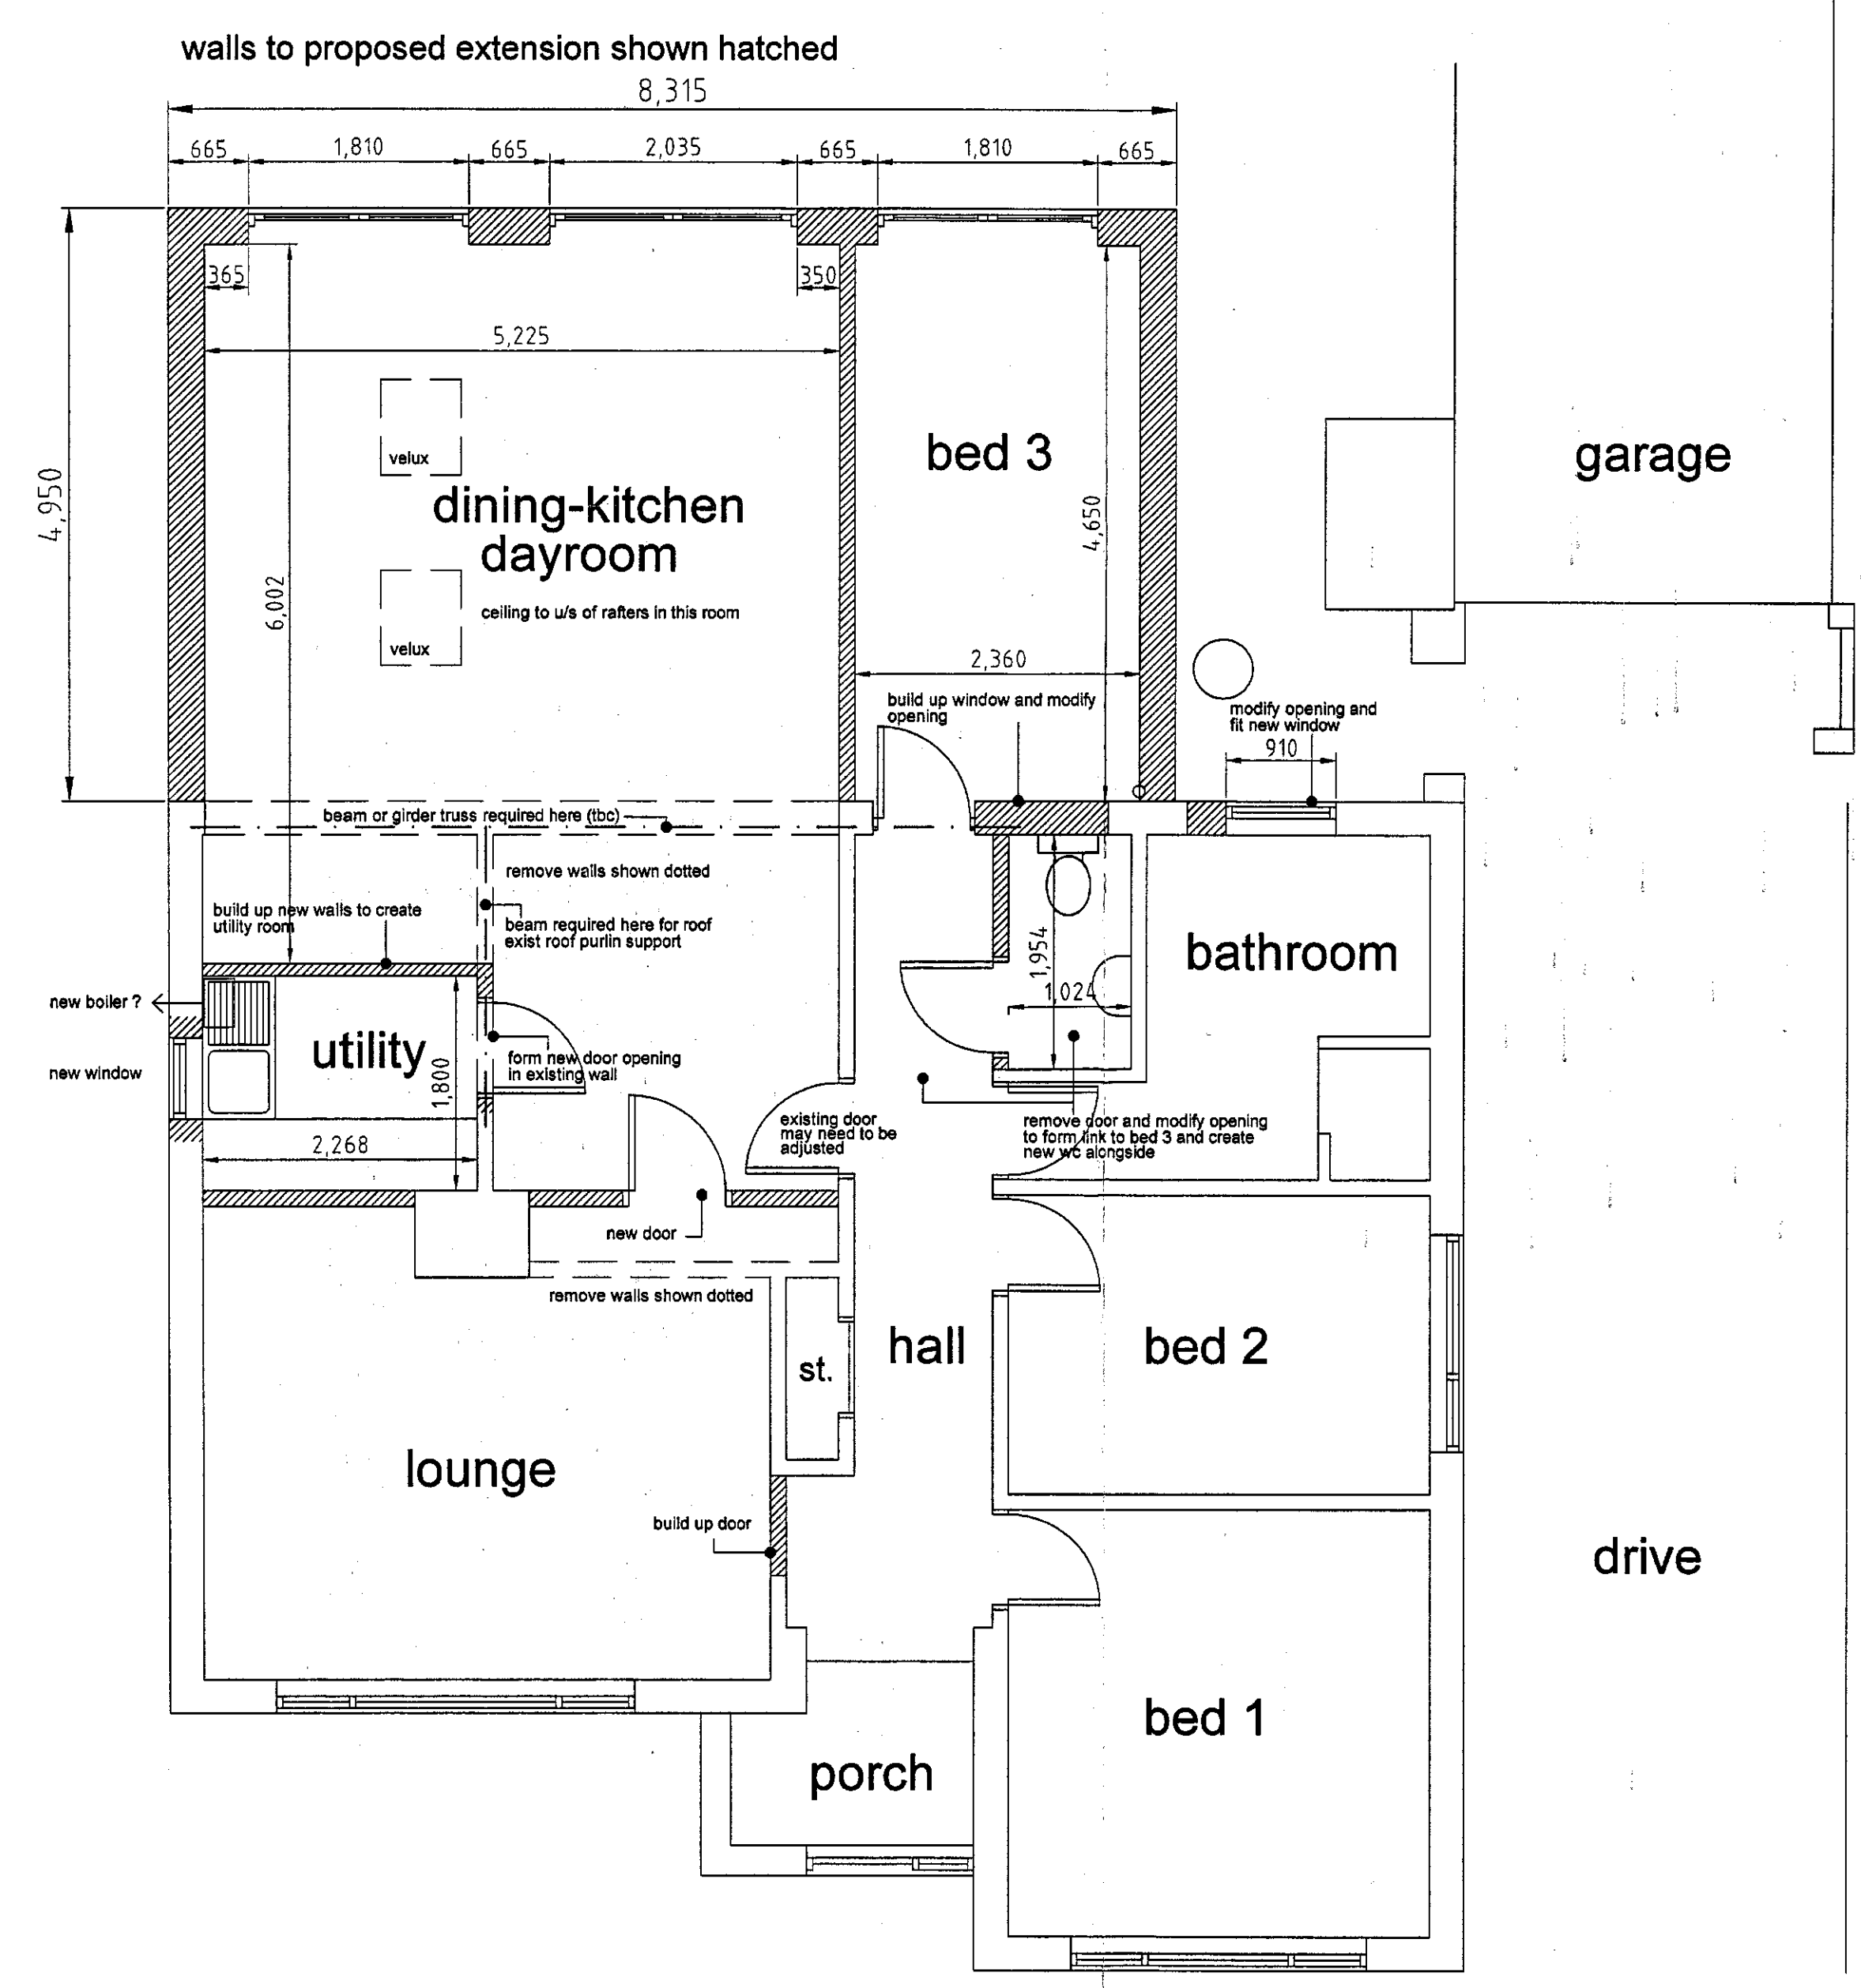 walls to proposed extension shown hatched
8,315
665
1,810
665
2,035
665
1,810
665
365
350
5,225
4,950
6,002
velux
dining-kitchen
dayroom
velux
ceiling to u/s of rafters in this room
bed 3
4,650
2,360
garage
build up window and modify
opening
modify opening and
fit new window
910
beam or girder truss required here (tbc)
remove walls shown dotted
build up new walls to create
utility room
beam required here for roof
exist roof purlin support
1,954
1,024
bathroom
new boiler ?
utility
new window
1,800
form new door opening
in existing wall
2,268
existing door
may need to be
adjusted
remove door and modify opening
to form link to bed 3 and create
new wc alongside
new door
remove walls shown dotted
st.
hall
bed 2
lounge
build up door
drive
bed 1
porch